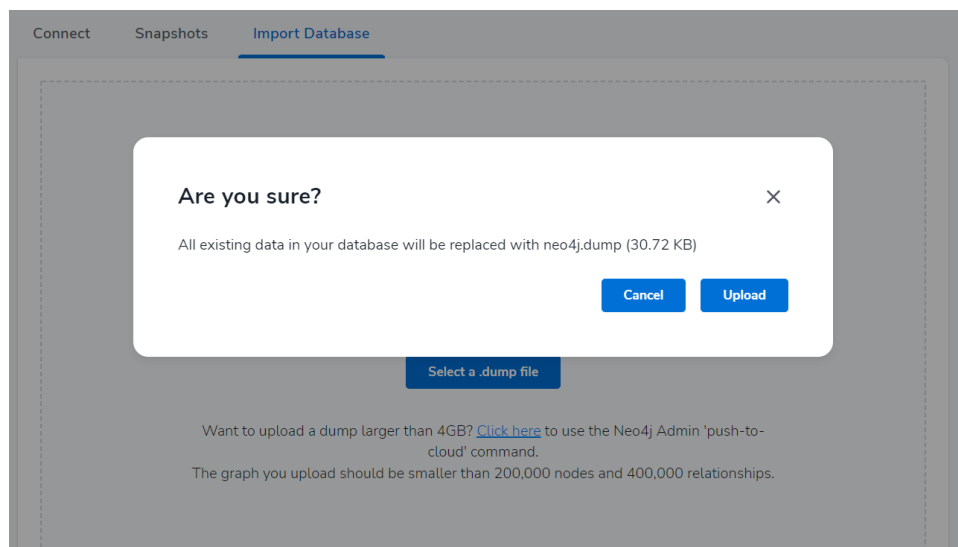 Connect Snapshots Import Database
Are you sure?
All existing data in your database will be replaced with neo4j.dump (30.72 KB)
Cancel Upload
Select a .dump file
Want to upload a dump larger than 4GB? Click here to use the Neo4j Admin 'push-to-
cloud' command.
The graph you upload should be smaller than 200,000 nodes and 400,000 relationships.